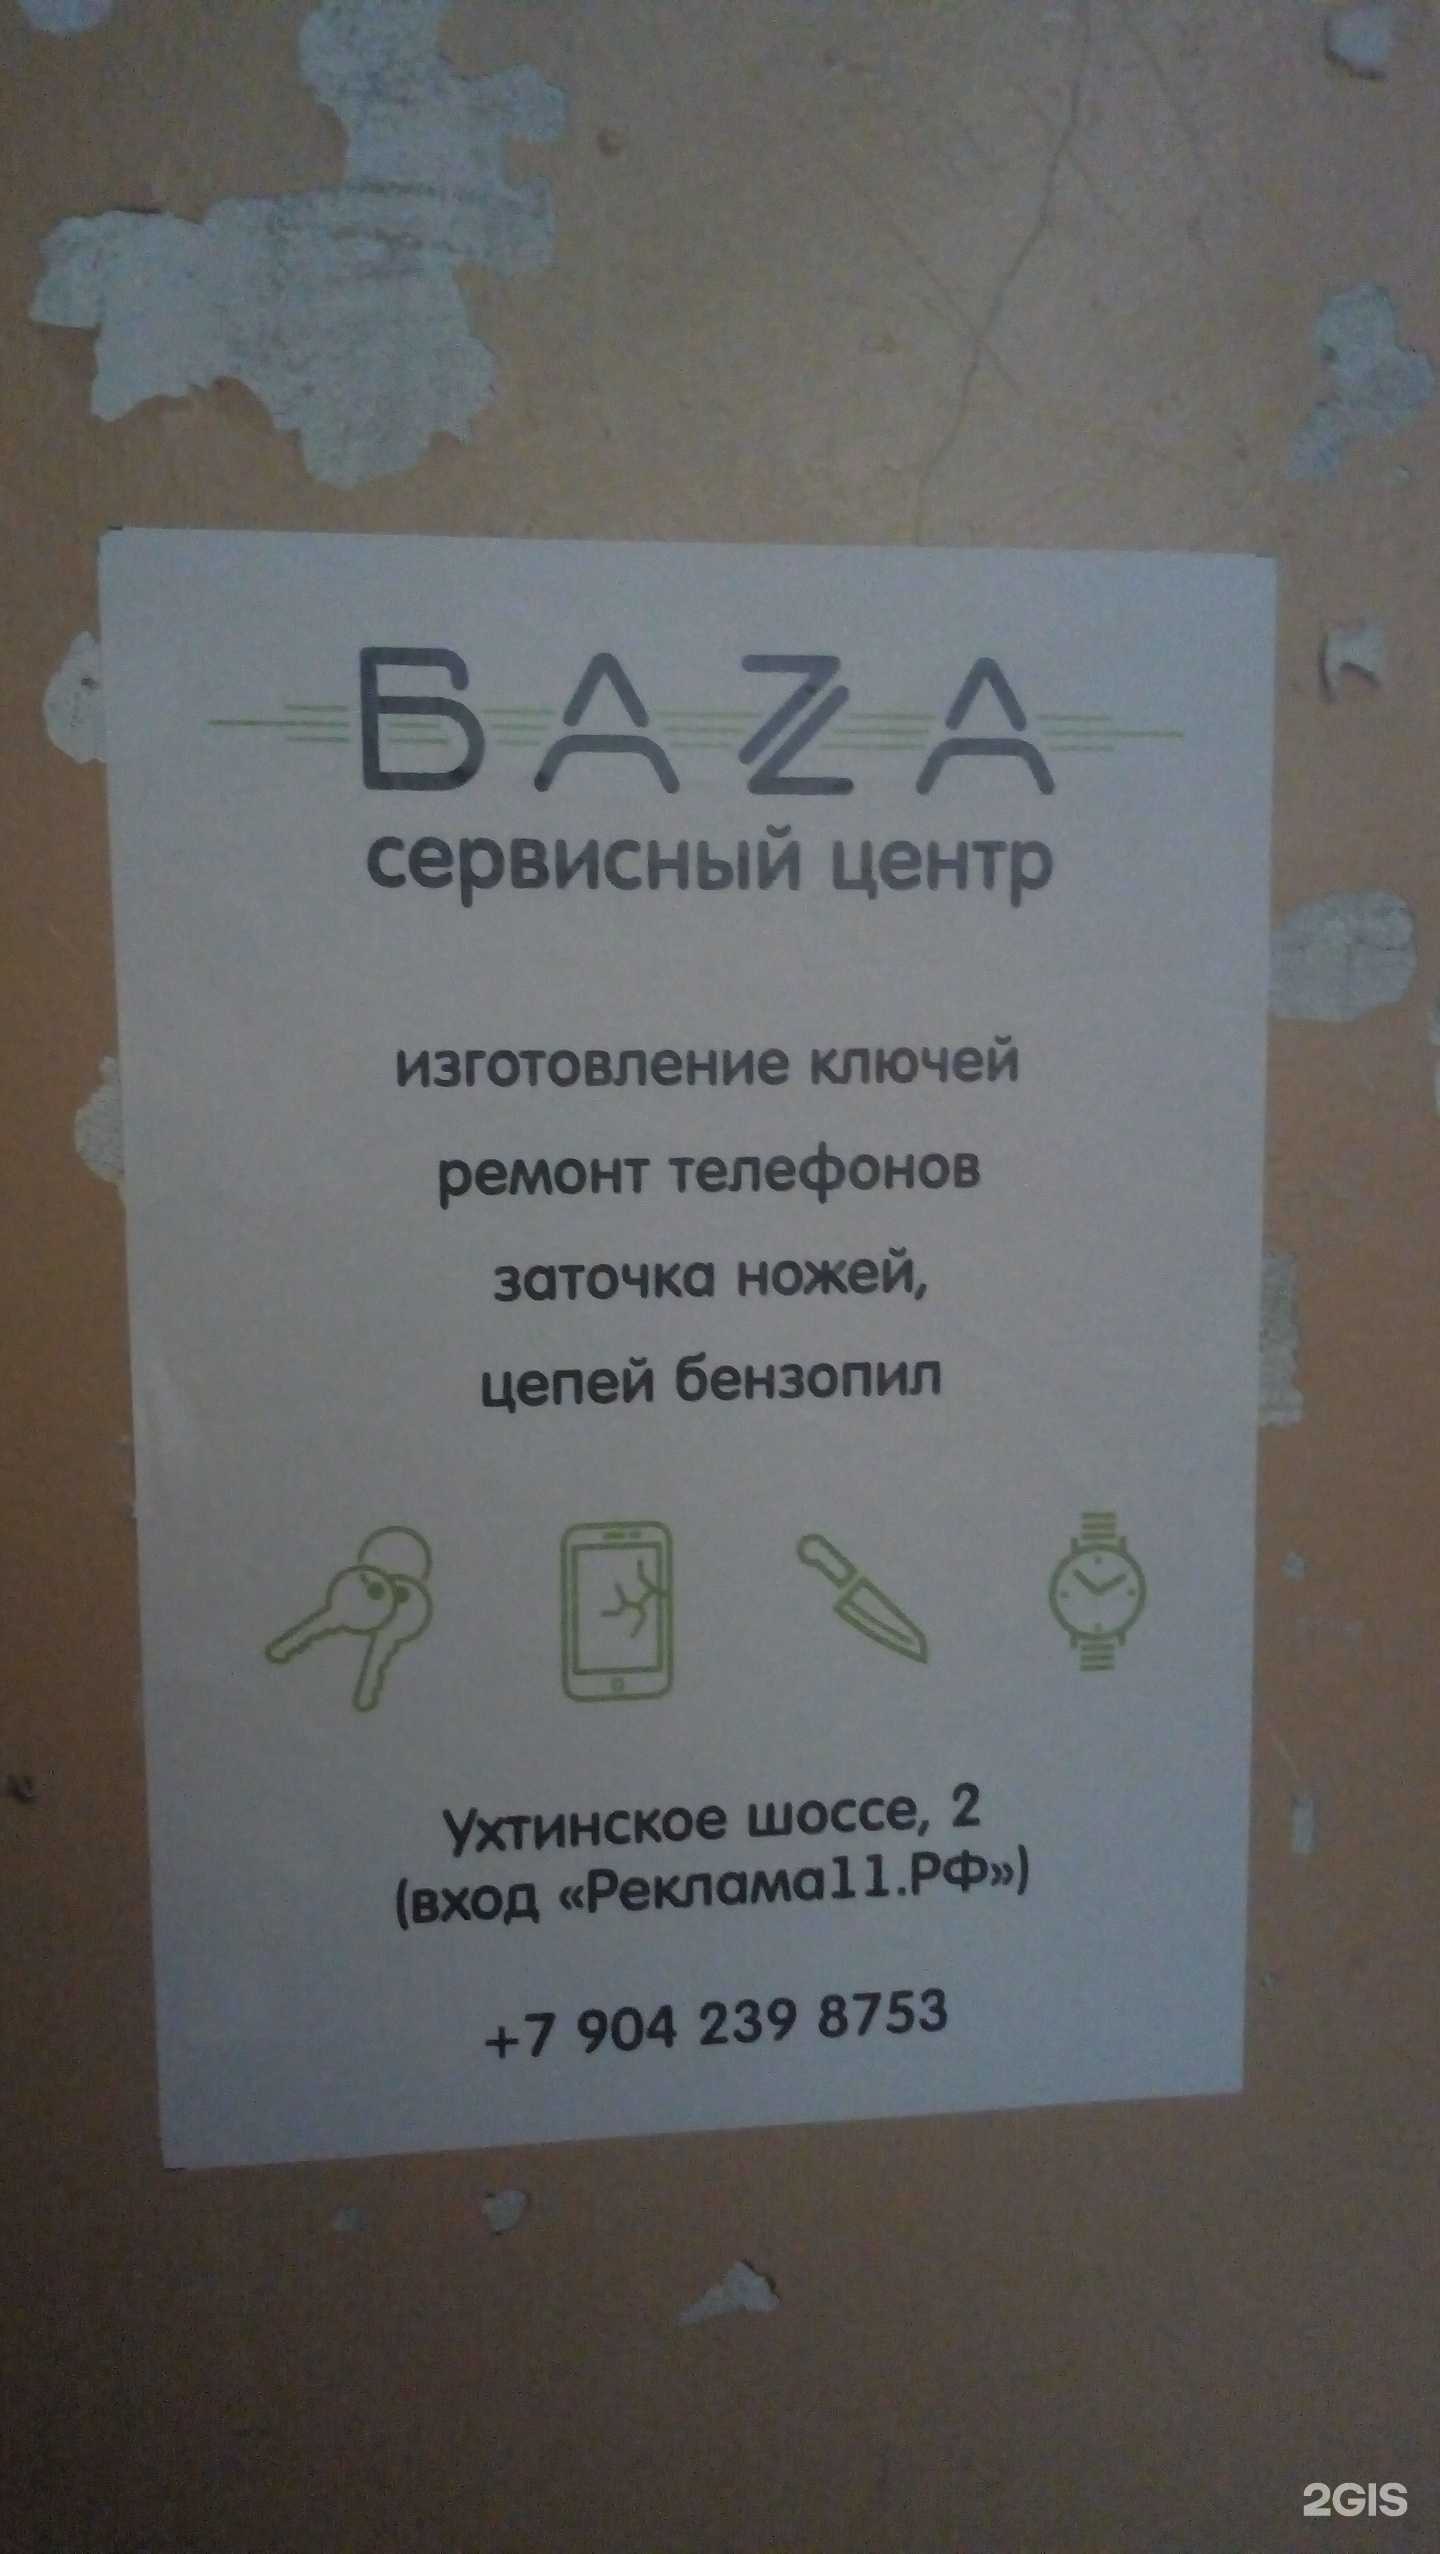 БАZА
сервисный центр
изготовление ключей
ремонт телефонов
заточка ножей,
цепей бензопил
Ухтинское шоссе, 2
(вход «Реклама11.РФ»)
+7 904 239 8753
2GIS